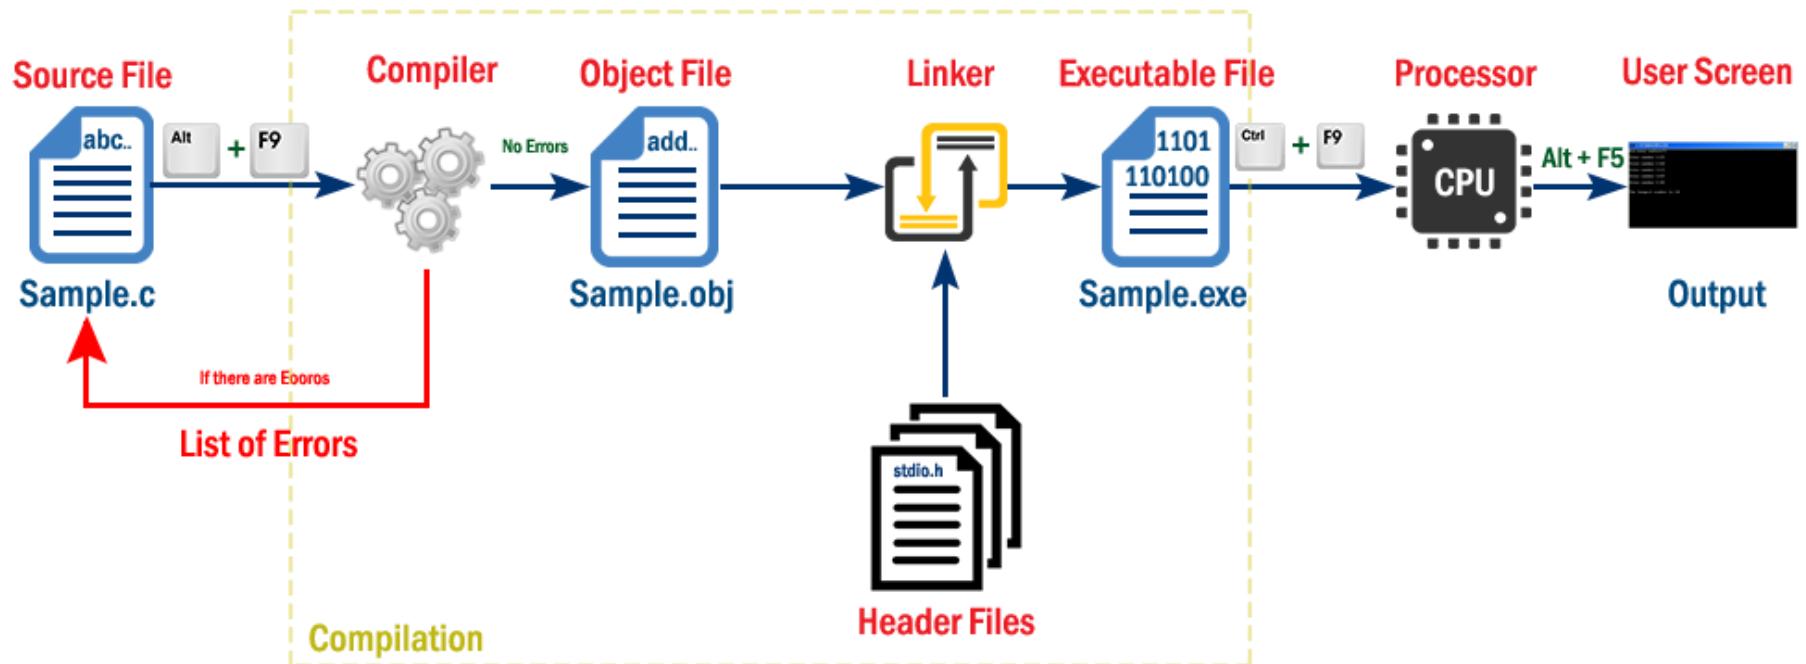 Source File
Compiler
Object File
Linker
Executable File
Processor
User Screen
abc..
Alt
+
F9
No Errors
add..
1101
110100
Ctrl
+
F9
CPU
Alt + F5
Sample.c
Sample.obj
Sample.exe
Output
If there are Eooros
List of Errors
stdio.h
Header Files
Compilation